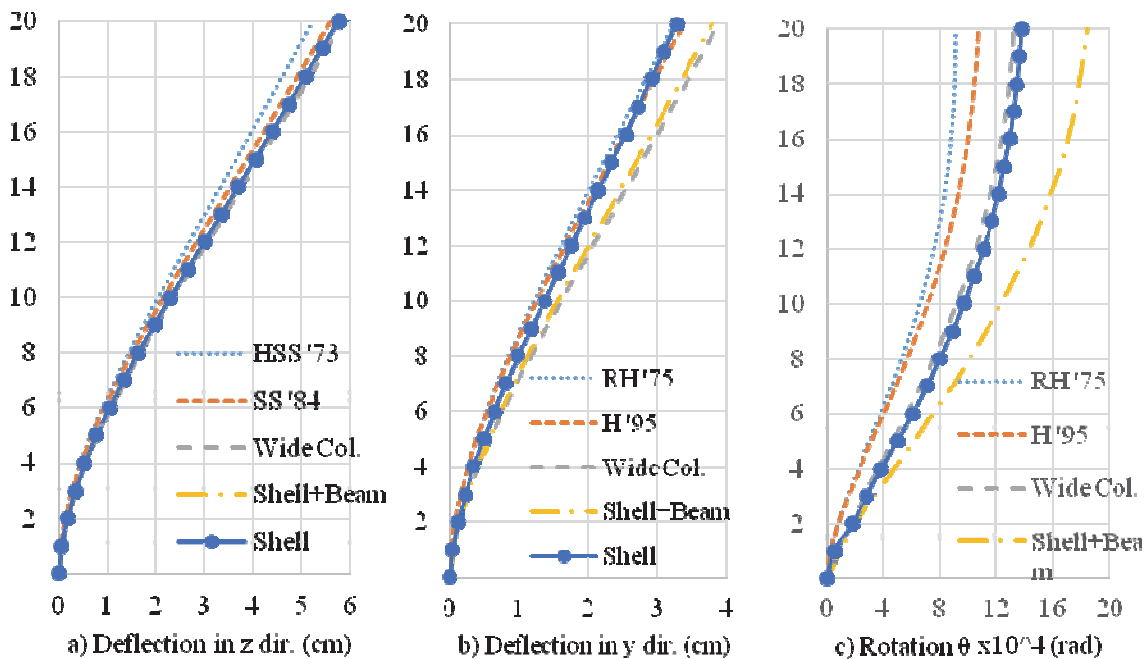 20
18
16
14
12
10
8
6
4
2
HSS '73
SS '84
Wide Col.
Shell+Beam
Shell
0 1 2 3 4 5 6
a) Deflection in z dir. (cm)
20
18
16
14
12
10
8
6
4
2
RH '75
H '95
Wide Col.
Shell+Beam
Shell
0 1 2 3 4
b) Deflection in y dir. (cm)
20
18
16
14
12
10
8
6
4
2
RH '75
H '95
Wide Col.
Shell+Bea
m
0 4 8 12 16 20
c) Rotation θ x10^-4 (rad)